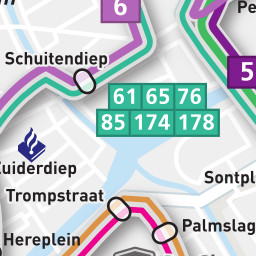 6
Pe
Schuitendiep
5
61 65 76
85 174 178
Zuiderdiep
Sontpl
Trompstraat
Palmslag
Hereplein